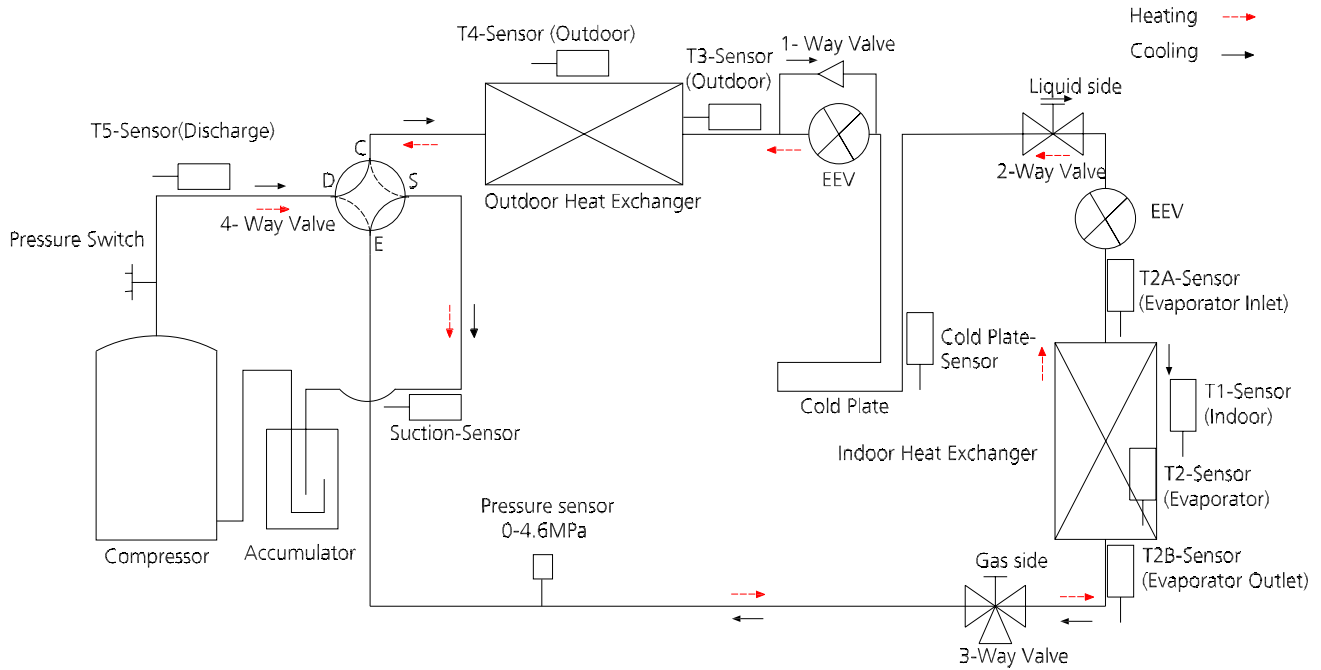 Heating
Cooling
T4-Sensor (Outdoor)
1- Way Valve
T3-Sensor
(Outdoor)
Liquid side
T5-Sensor(Discharge)
C
D
S
E
4- Way Valve
EEV
2-Way Valve
Outdoor Heat Exchanger
EEV
Pressure Switch
T2A-Sensor
(Evaporator Inlet)
Cold Plate-
Sensor
Cold Plate
T1-Sensor
(Indoor)
Suction-Sensor
Indoor Heat Exchanger
T2-Sensor
(Evaporator)
Pressure sensor
0-4.6MPa
Compressor
Accumulator
Gas side
T2B-Sensor
(Evaporator Outlet)
3-Way Valve